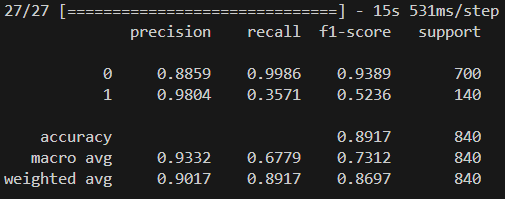 27/27 [==============================] - 15s 531ms/step
              precision    recall  f1-score   support

           0     0.8859    0.9986    0.9389       700
           1     0.9804    0.3571    0.5236       140

    accuracy                         0.8917       840
   macro avg     0.9332    0.6779    0.7312       840
weighted avg     0.9017    0.8917    0.8697       840